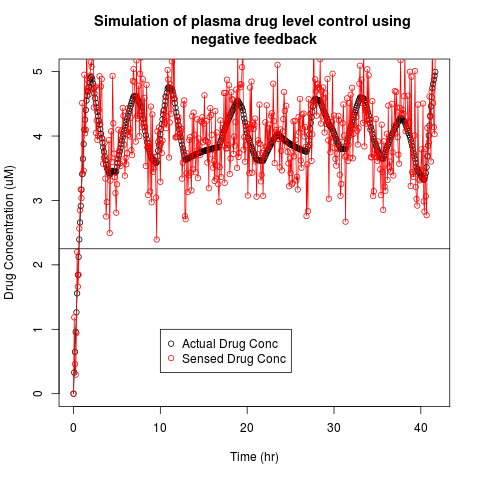 Simulation of plasma drug level control using
negative feedback
Drug Concentration (uM)
5
4
3
2
1
0
Actual Drug Conc
Sensed Drug Conc
0
10
20
30
40
Time (hr)